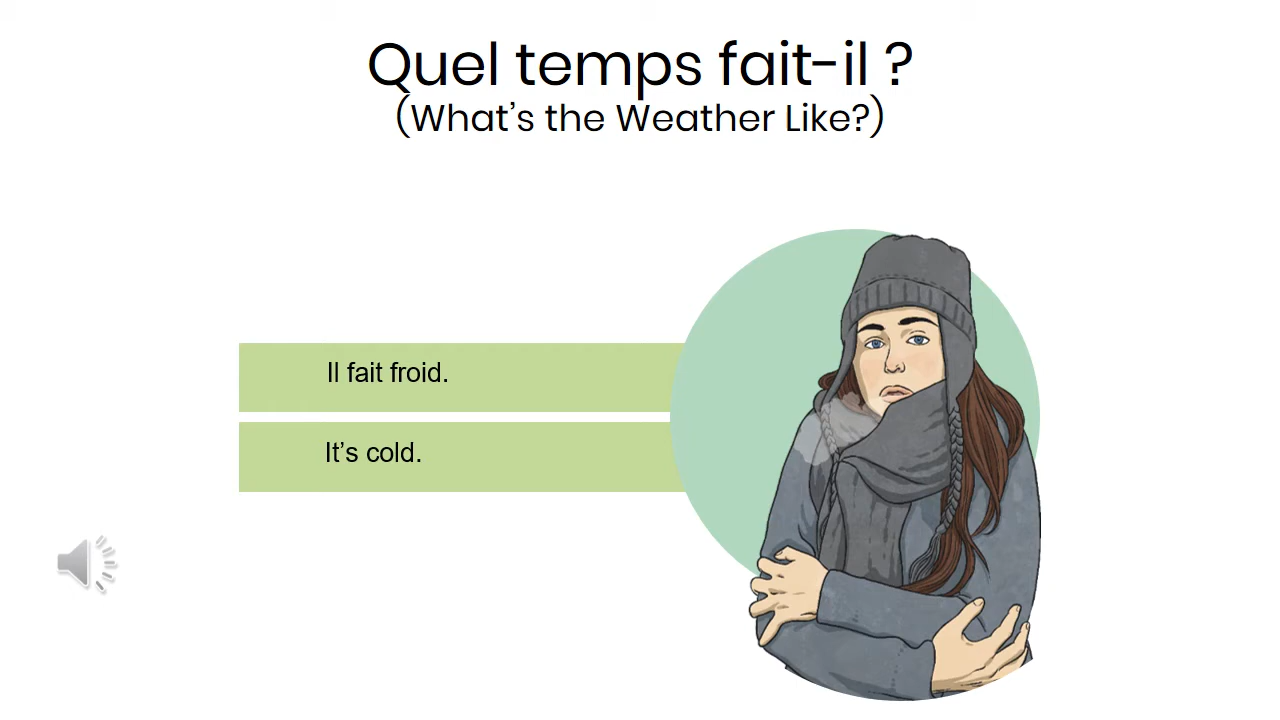 Quel temps fait-il ?
(What’s the Weather Like?)
Il fait froid.
It’s cold.